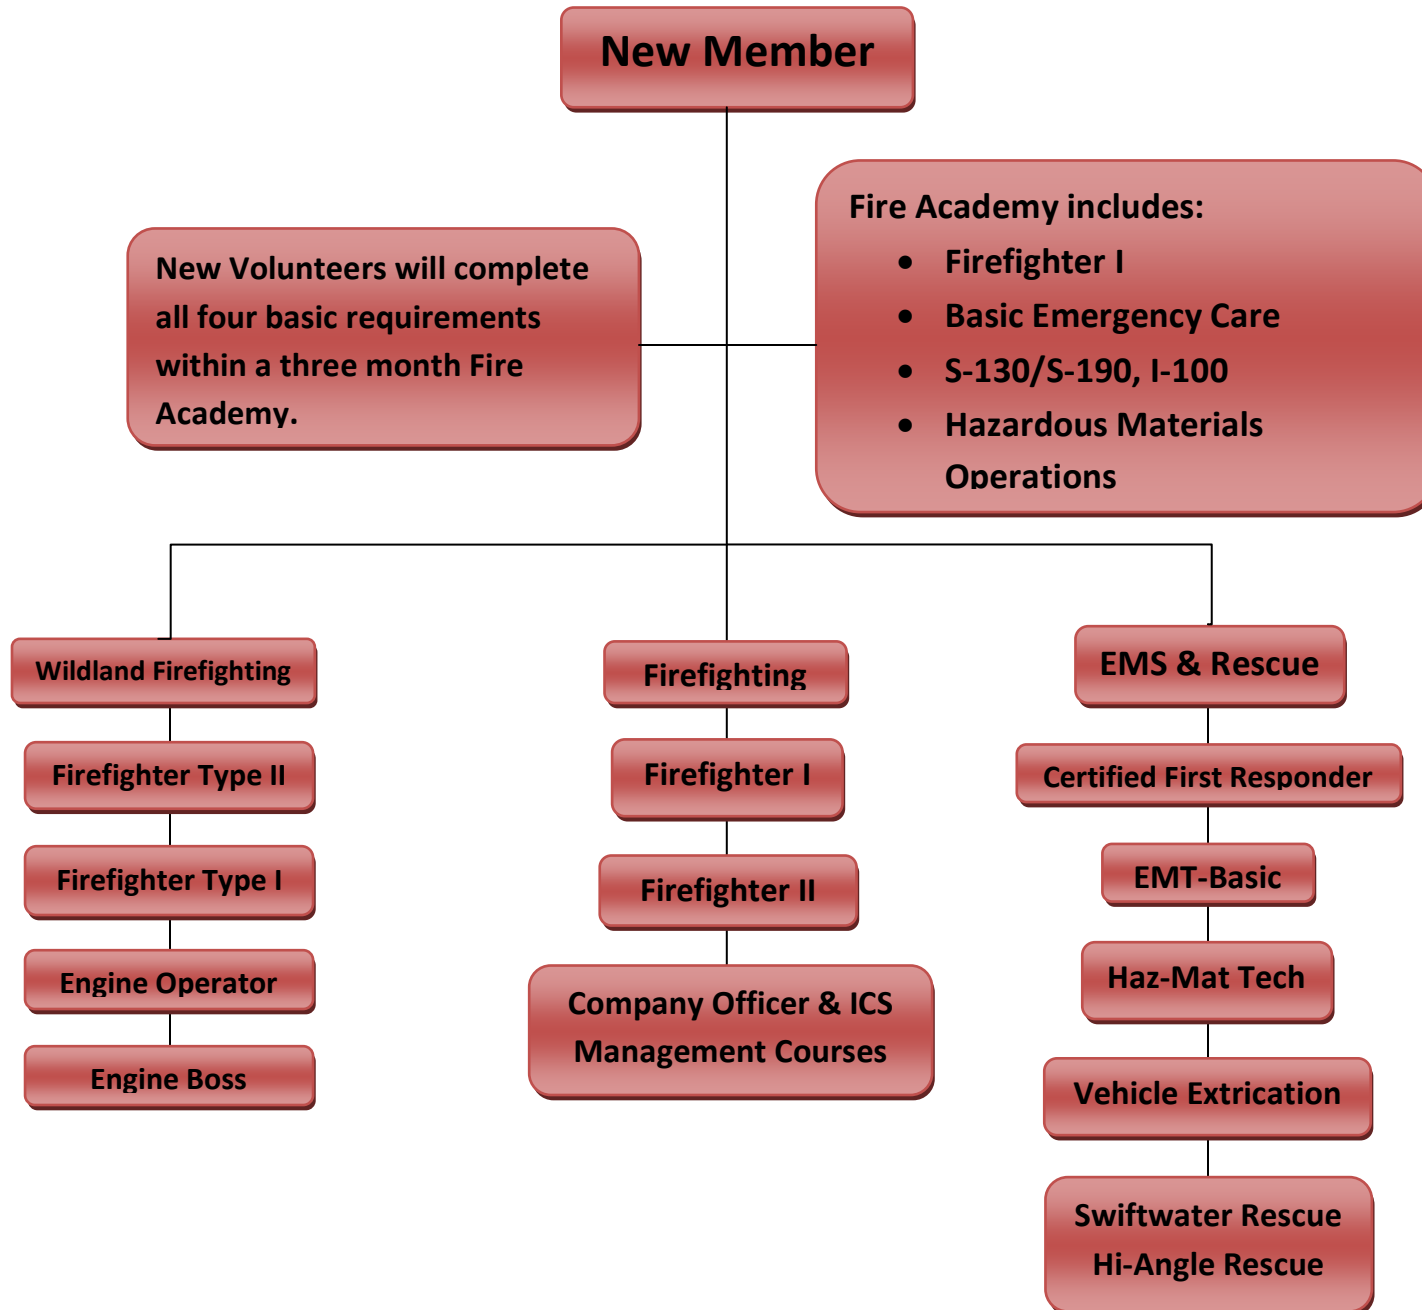 New Member
New Volunteers will complete
all four basic requirements
within a three month Fire
Academy.
Fire Academy includes:
• Firefighter I
• Basic Emergency Care
• S-130/S-190, I-100
• Hazardous Materials
Operations
Wildland Firefighting
Firefighter Type II
Firefighter Type I
Engine Operator
Engine Boss
Firefighting
Firefighter I
Firefighter II
Company Officer & ICS
Management Courses
EMS & Rescue
Certified First Responder
EMT-Basic
Haz-Mat Tech
Vehicle Extrication
Swiftwater Rescue
Hi-Angle Rescue